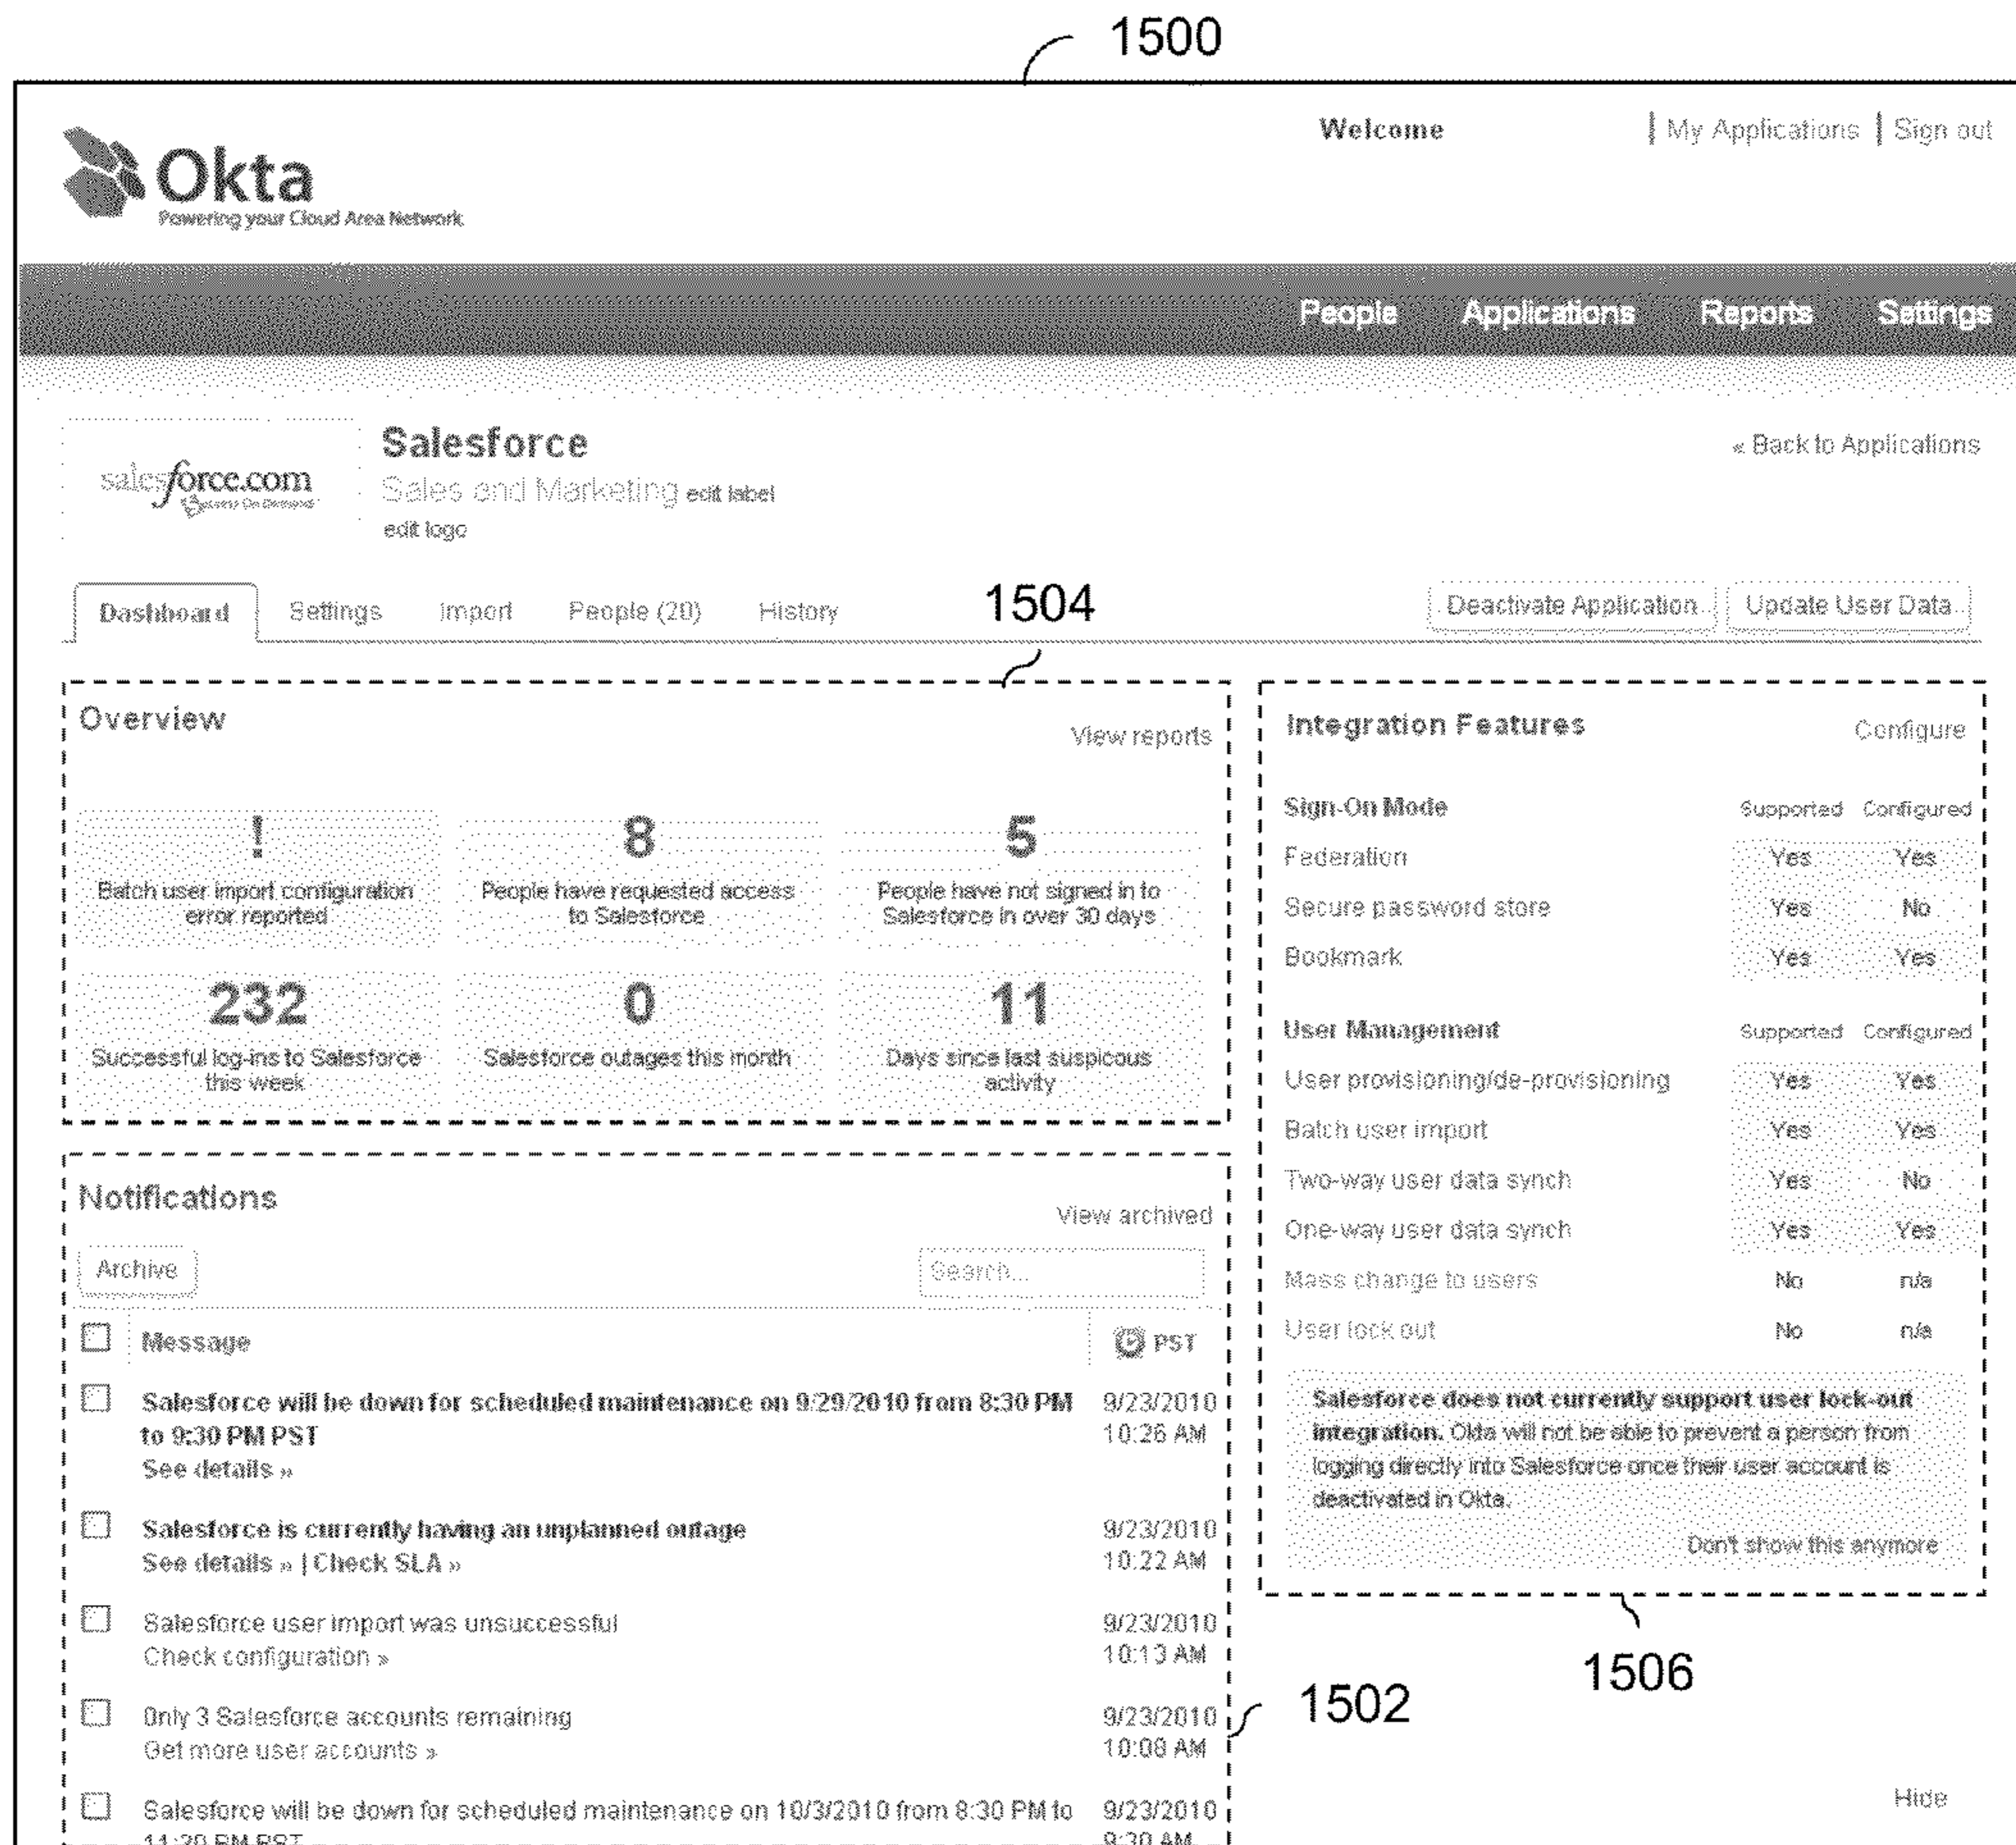 1500
Welcome | My Applications | Sign out
Okta
Powering your Cloud Area Network
People Applications Reports Settings
salesforce.com
Salesforce
« Back to Applications
Sales and Marketing edit label
edit logo
Dashboard Settings Import People (20) History
1504
Deactivate Application Update User Data
Overview
View reports
!
Batch user import configuration
error reported
8
People have requested access
to Salesforce
5
People have not signed in to
Salesforce in over 30 days
232
Successful log-ins to Salesforce
this week
0
Salesforce outages this month
11
Days since last suspicous
activity
Integration Features Configure
Sign-On Mode Supported Configured
Federation Yes Yes
Secure password store Yes No
Bookmark Yes Yes
User Management Supported Configured
User provisioning/de-provisioning Yes Yes
Batch user import Yes Yes
Two-way user data synch Yes No
One-way user data synch Yes Yes
Mass change to users No n/a
User lock out No n/a
Salesforce does not currently support user lock-out
integration. Okta will not be able to prevent a person from
logging directly into Salesforce once their user account is
deactivated in Okta.
Don't show this anymore
1506
Notifications
View archived
Archive Search...
Message PST
Salesforce will be down for scheduled maintenance on 9/29/2010 from 8:30 PM 9/23/2010
to 9:30 PM PST 10:26 AM
See details »
Salesforce is currently having an unplanned outage 9/23/2010
See details » | Check SLA » 10:22 AM
Salesforce user import was unsuccessful 9/23/2010
Check configuration » 10:13 AM
Only 3 Salesforce accounts remaining 9/23/2010
Get more user accounts » 10:08 AM
1502
Salesforce will be down for scheduled maintenance on 10/3/2010 from 8:30 PM to 9/23/2010
11:30 PM PST 9:30 AM
Hide